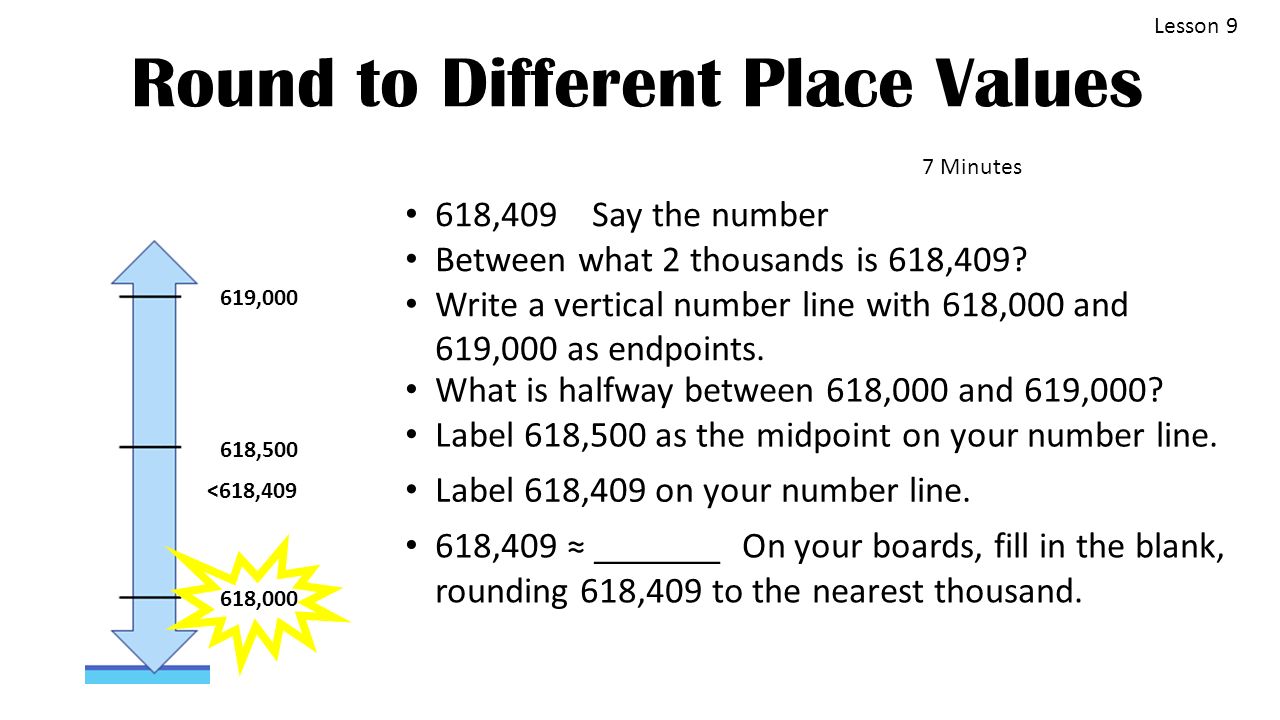 Lesson 9
Round to Different Place Values
7 Minutes
• 618,409 Say the number
• Between what 2 thousands is 618,409?
• Write a vertical number line with 618,000 and
619,000 as endpoints.
• What is halfway between 618,000 and 619,000?
• Label 618,500 as the midpoint on your number line.
• Label 618,409 on your number line.
• 618,409 ≈ _______ On your boards, fill in the blank,
rounding 618,409 to the nearest thousand.
619,000
618,500
<618,409
618,000